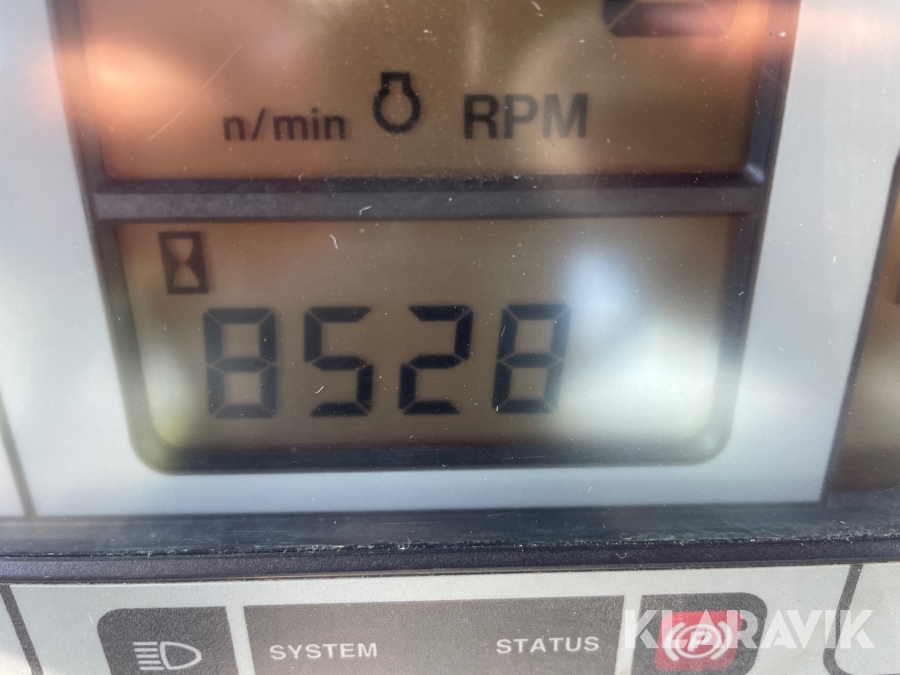 n/min RPM
8528
SYSTEM STATUS
P
KLARAVIK